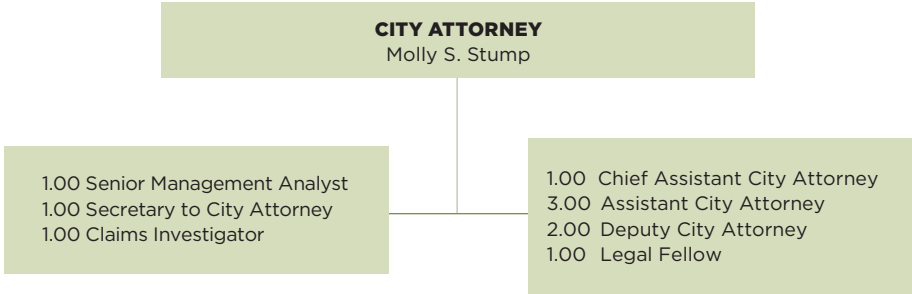 CITY ATTORNEY
Molly S. Stump
1.00 Senior Management Analyst
1.00 Secretary to City Attorney
1.00 Claims Investigator
1.00 Chief Assistant City Attorney
3.00 Assistant City Attorney
2.00 Deputy City Attorney
1.00 Legal Fellow